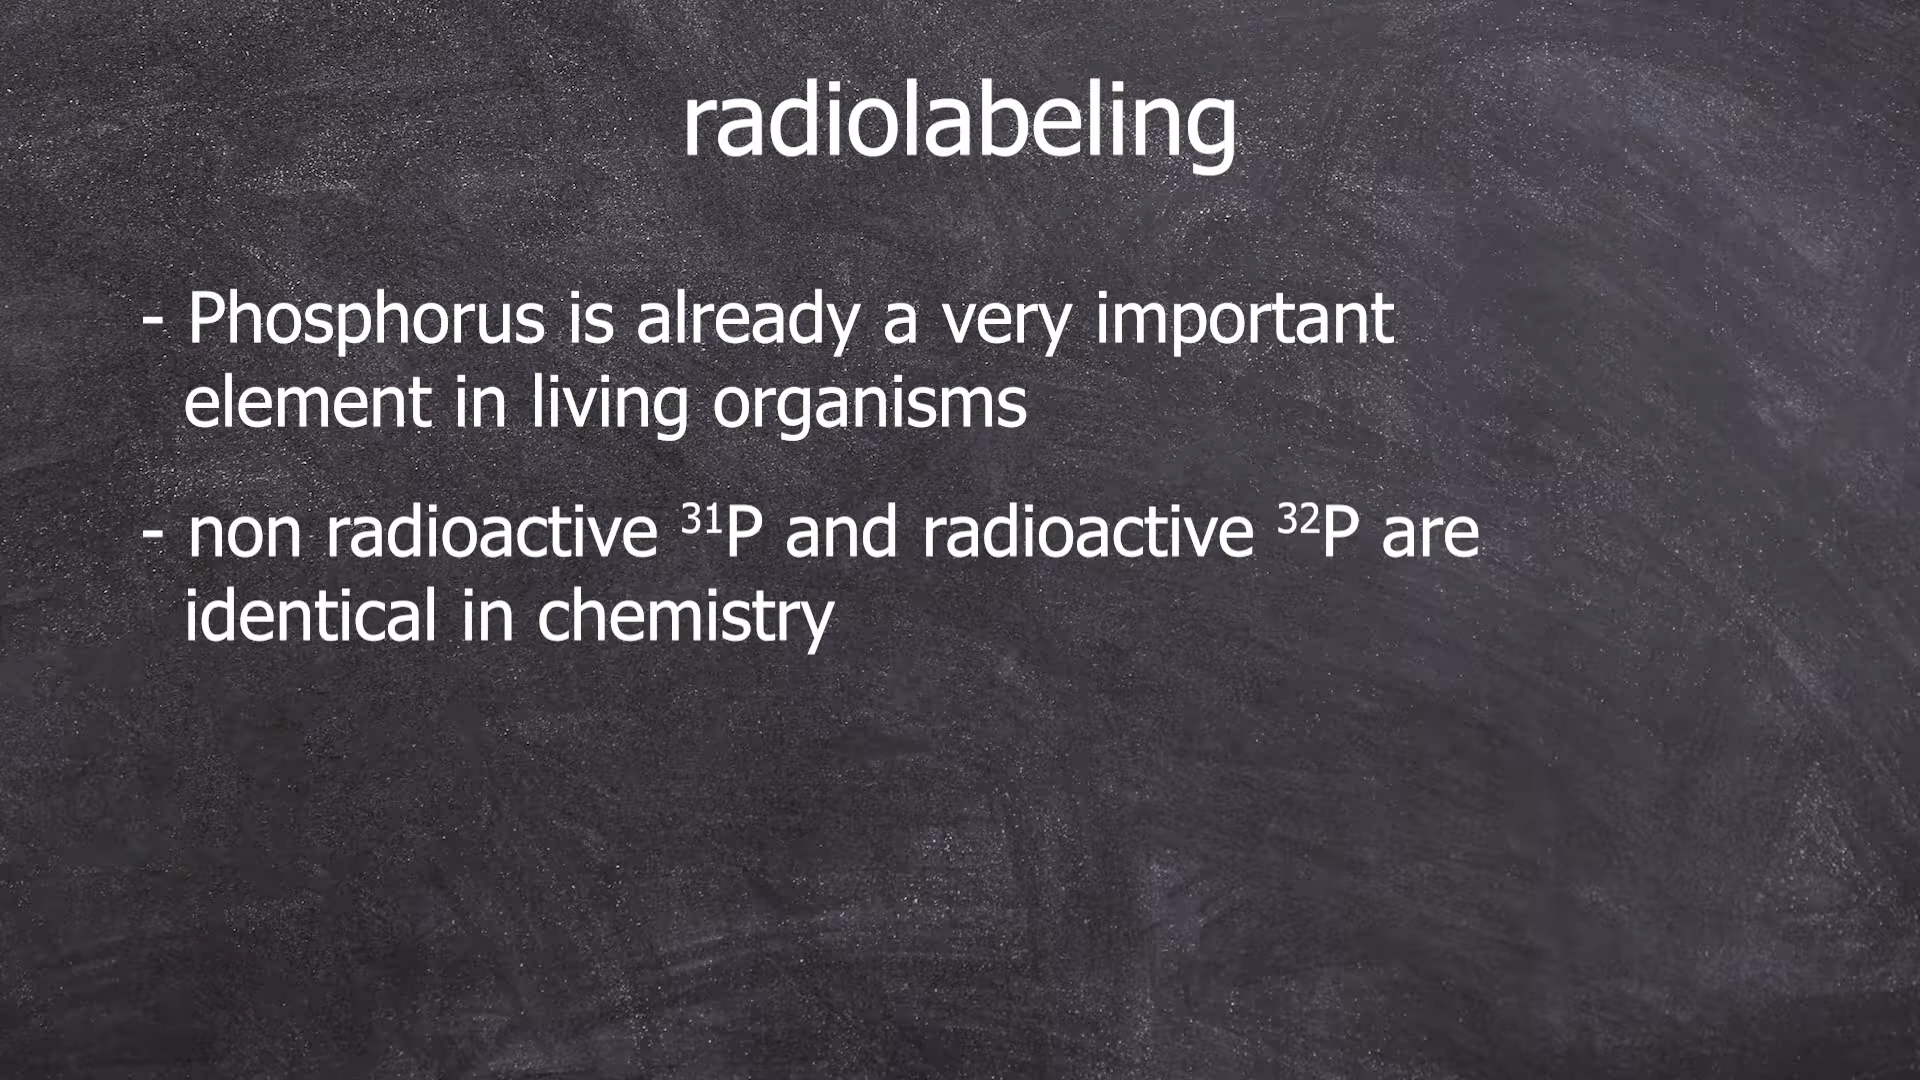 radiolabeling
- Phosphorus is already a very important
element in living organisms
- non radioactive ³¹P and radioactive ³²P are
identical in chemistry